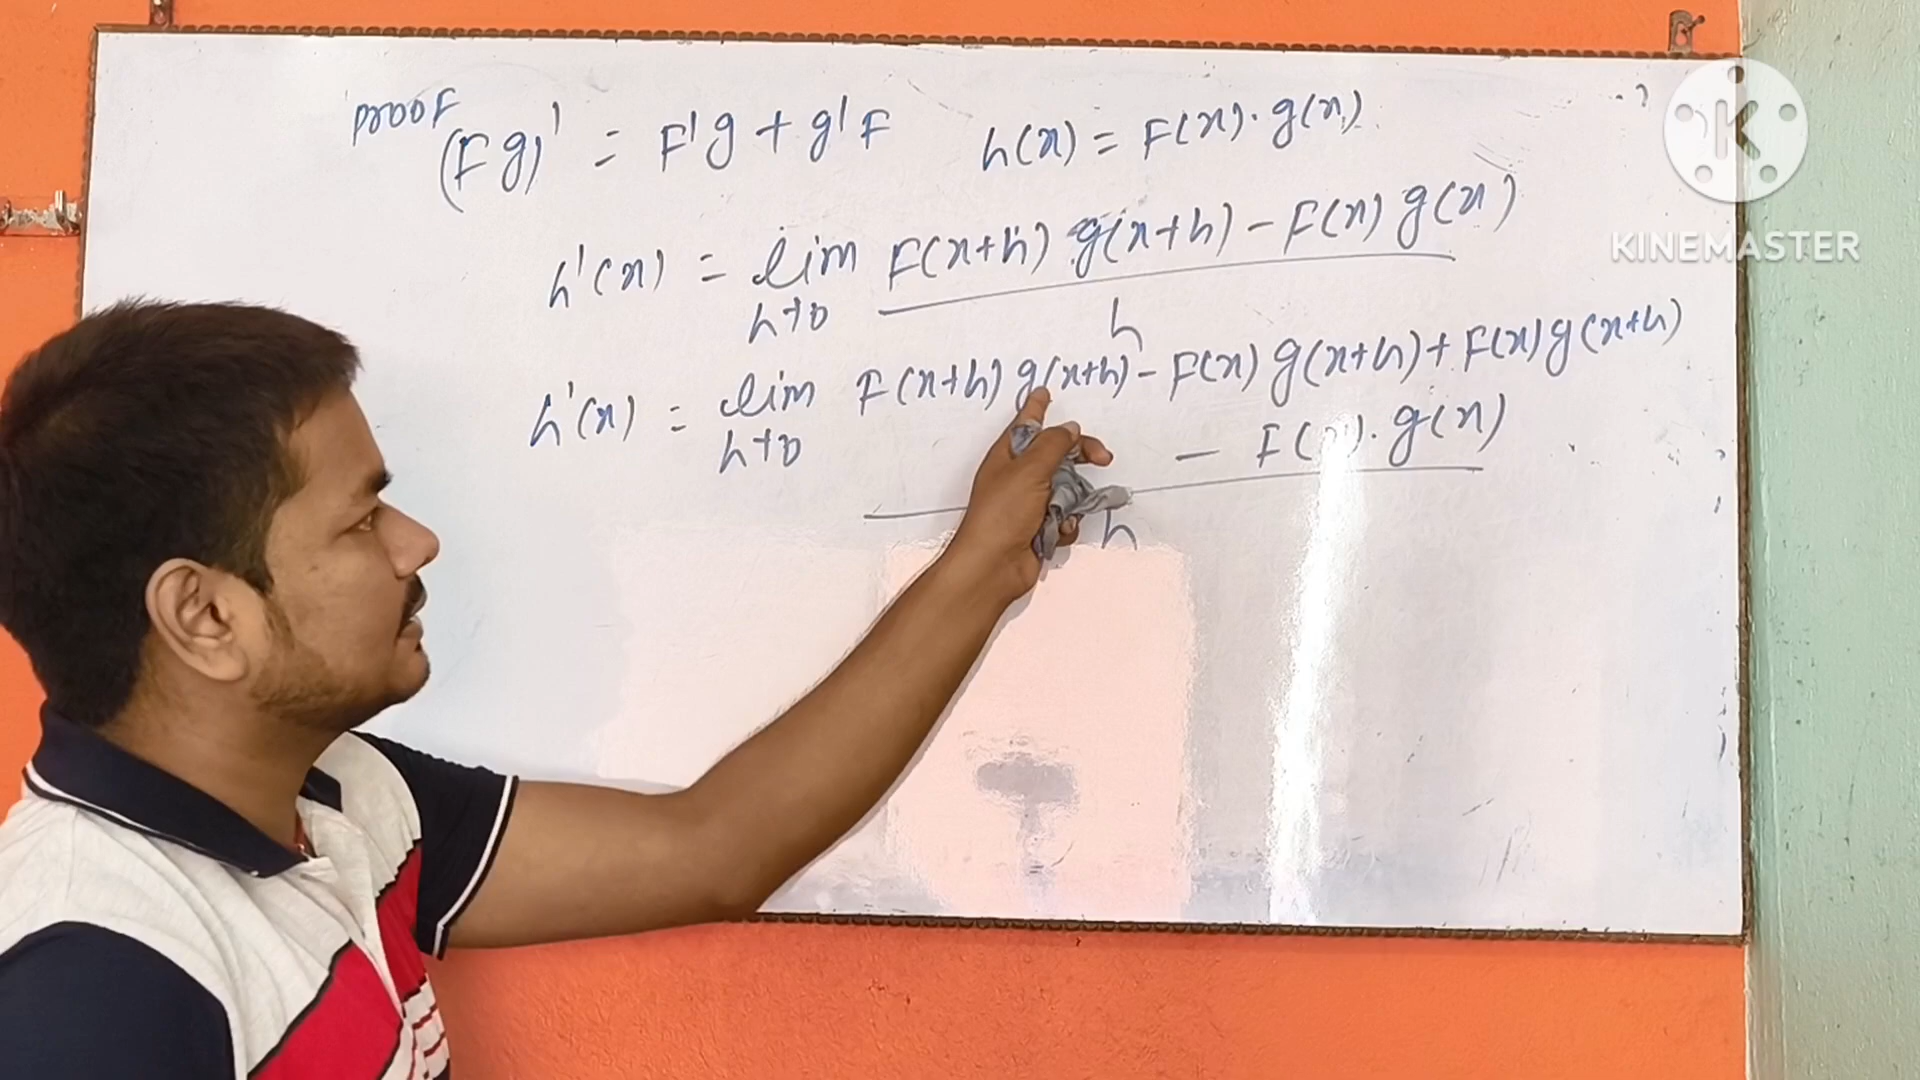 Proof
(Fg)' = F'g + g'F h(x) = F(x).g(x)
h'(x) = lim F(x+h) g(x+h) - F(x) g(x)
h→0 h
h'(x) = lim F(x+h) g(x+h) - F(x) g(x+h) + F(x) g(x+h)
h→0 - F( ).g(x)
h
K
KINEMASTER